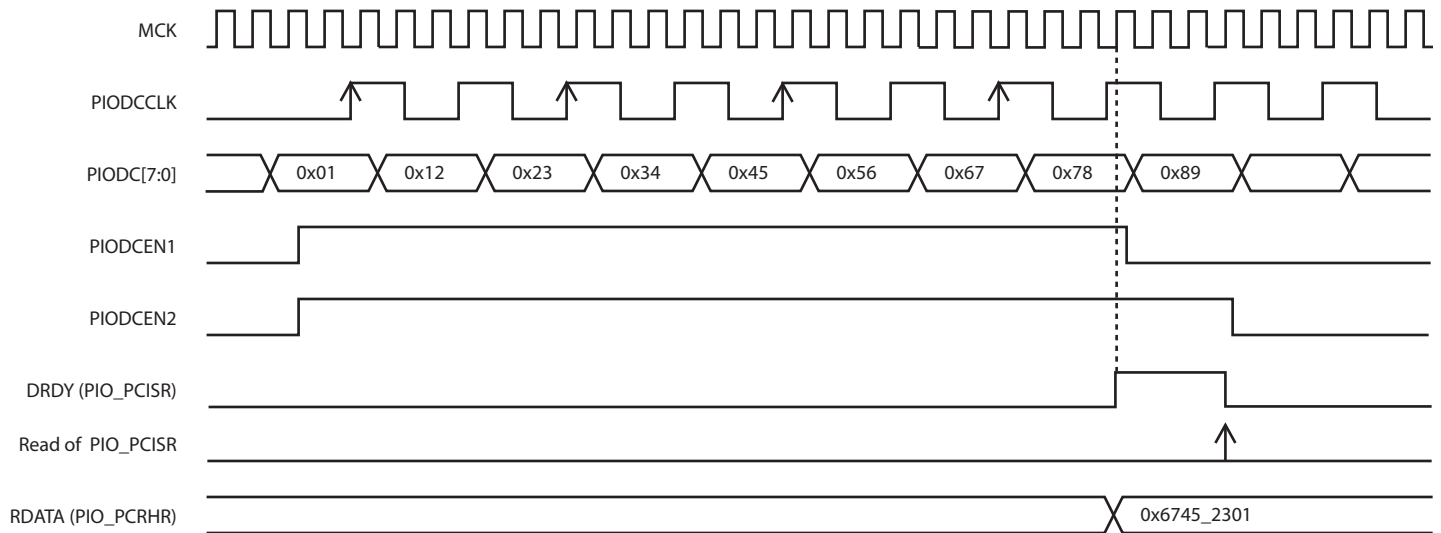 MCK
PIODCCLK
PIODC[7:0] 0x01 0x12 0x23 0x34 0x45 0x56 0x67 0x78 0x89
PIODCEN1
PIODCEN2
DRDY (PIO_PCISR)
Read of PIO_PCISR
RDATA (PIO_PCRHR) 0x6745_2301